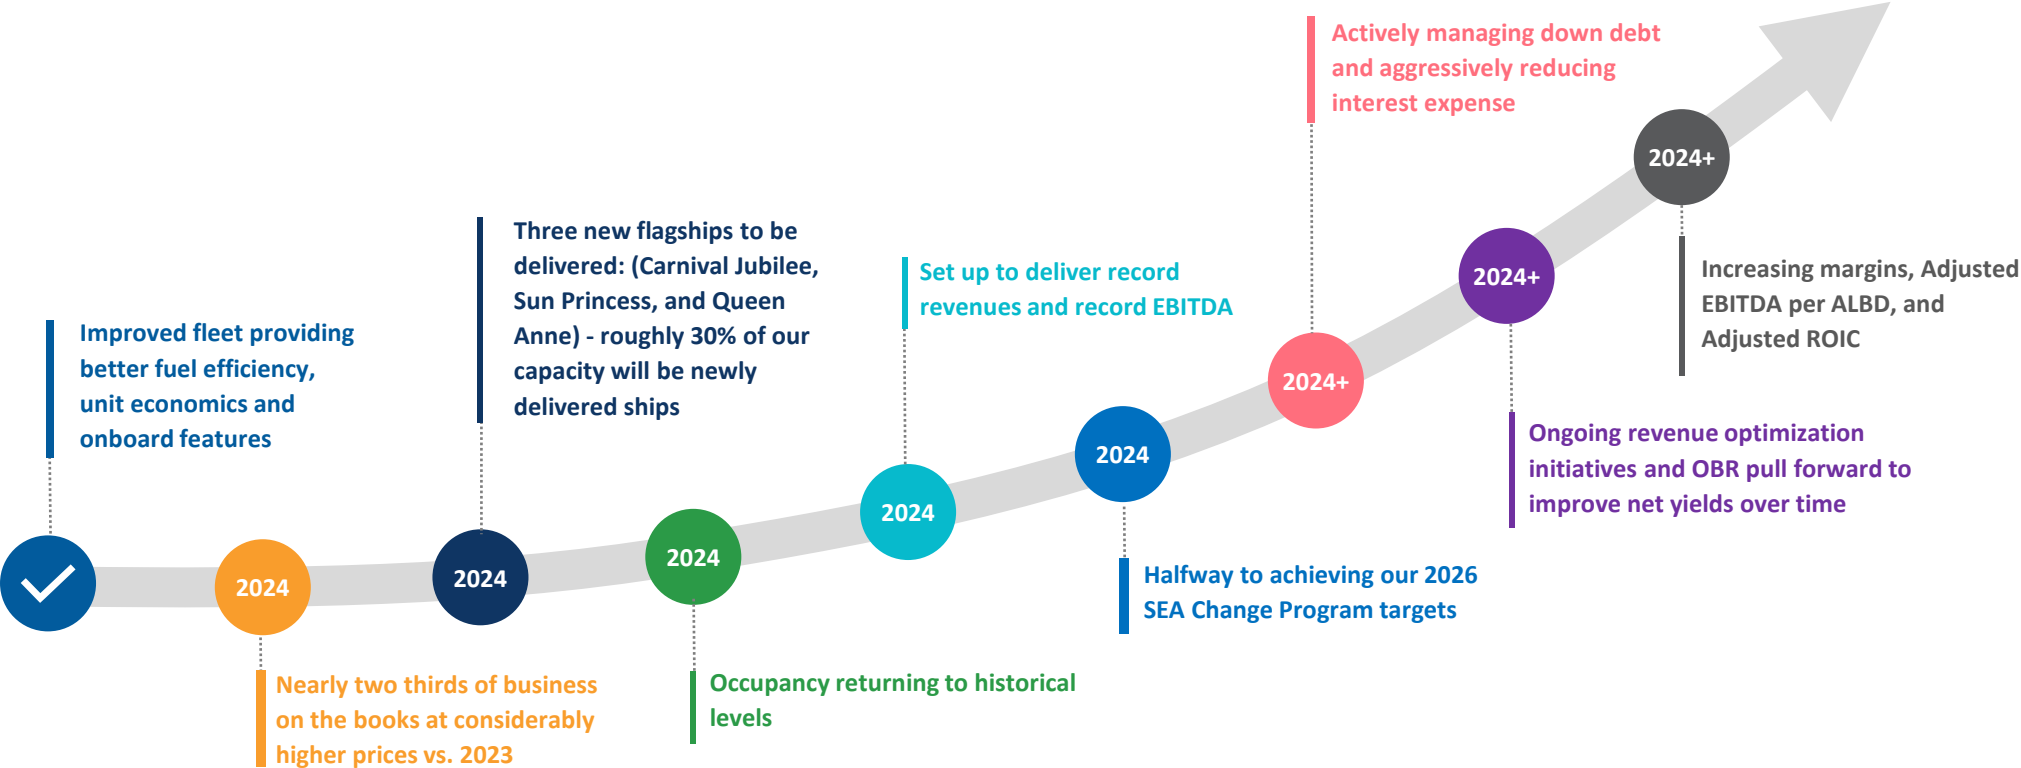 Improved fleet providing
better fuel efficiency,
unit economics and
onboard features
2024
Nearly two thirds of business
on the books at considerably
higher prices vs. 2023
Three new flagships to be
delivered: (Carnival Jubilee,
Sun Princess, and Queen
Anne) - roughly 30% of our
capacity will be newly
delivered ships
2024
2024
Occupancy returning to historical
levels
Set up to deliver record
revenues and record EBITDA
2024
2024
Halfway to achieving our 2026
SEA Change Program targets
Actively managing down debt
and aggressively reducing
interest expense
2024+
2024+
Ongoing revenue optimization
initiatives and OBR pull forward to
improve net yields over time
2024+
Increasing margins, Adjusted
EBITDA per ALBD, and
Adjusted ROIC